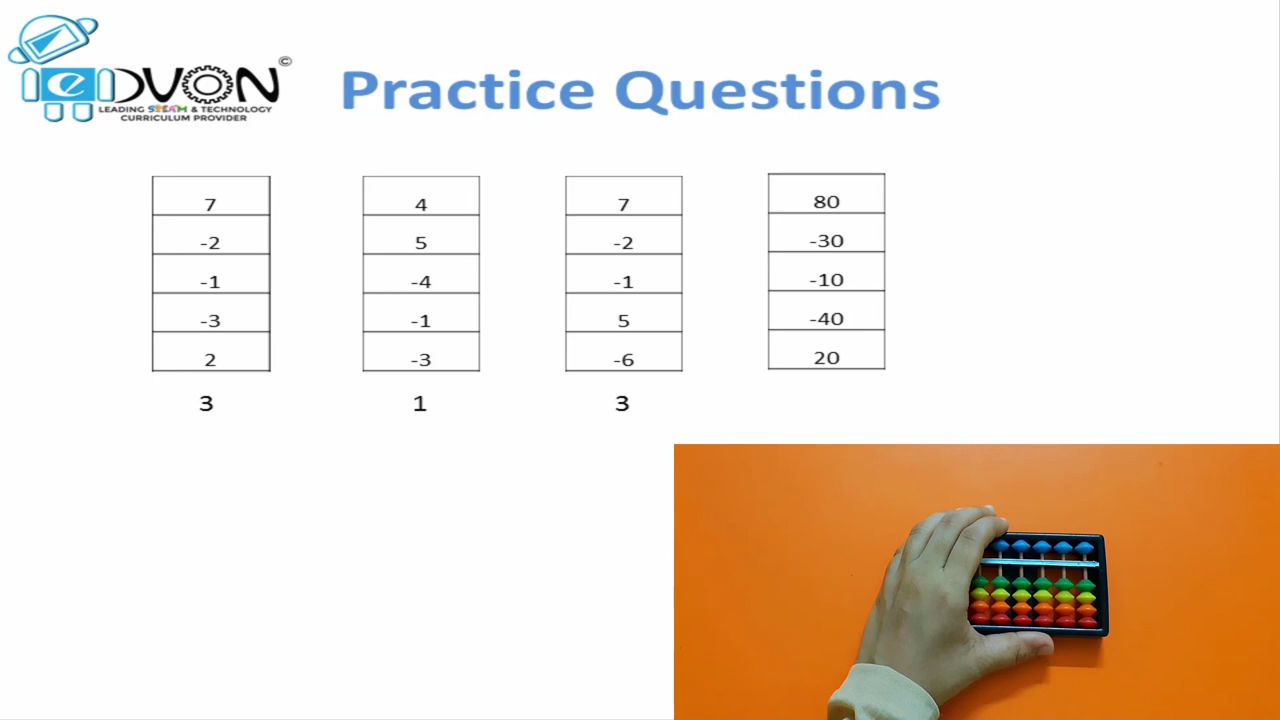 eDVON ©
LEADING STEAM & TECHNOLOGY
CURRICULUM PROVIDER
Practice Questions
7 4 7 80
-2 5 -2 -30
-1 -4 -1 -10
-3 -1 5 -40
2 -3 -6 20
3 1 3